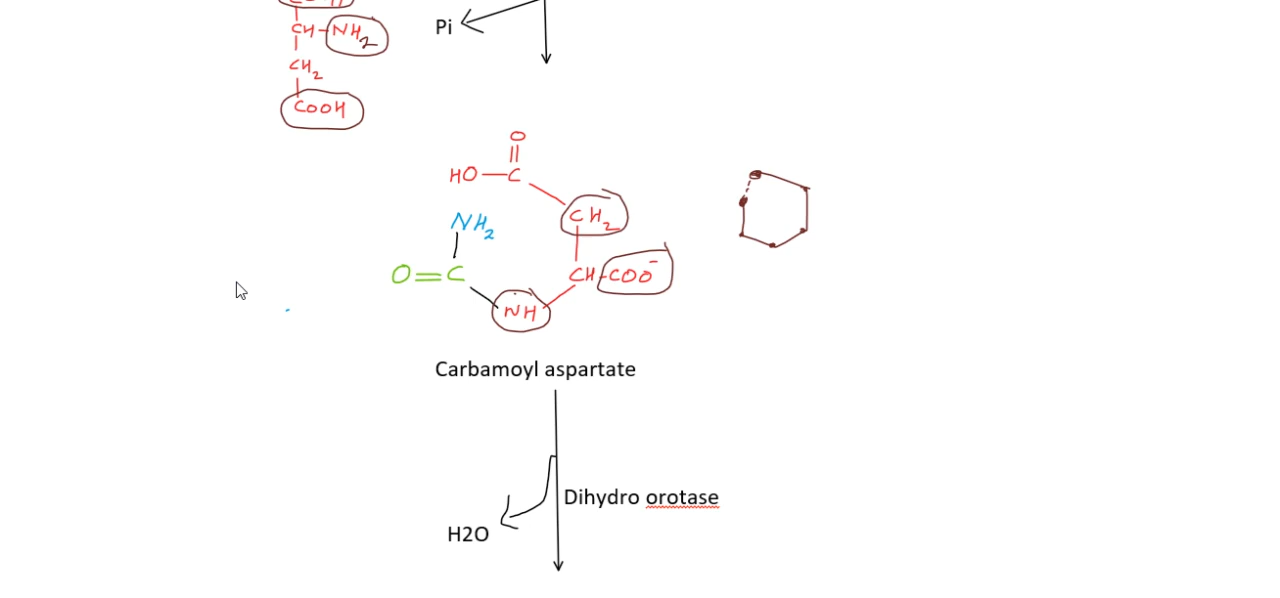 CH-NH2
Pi
CH2
COOH
O
HO-C
CH2
NH2
O=C
CH-COO-
NH
Carbamoyl aspartate
Dihydro orotase
H2O